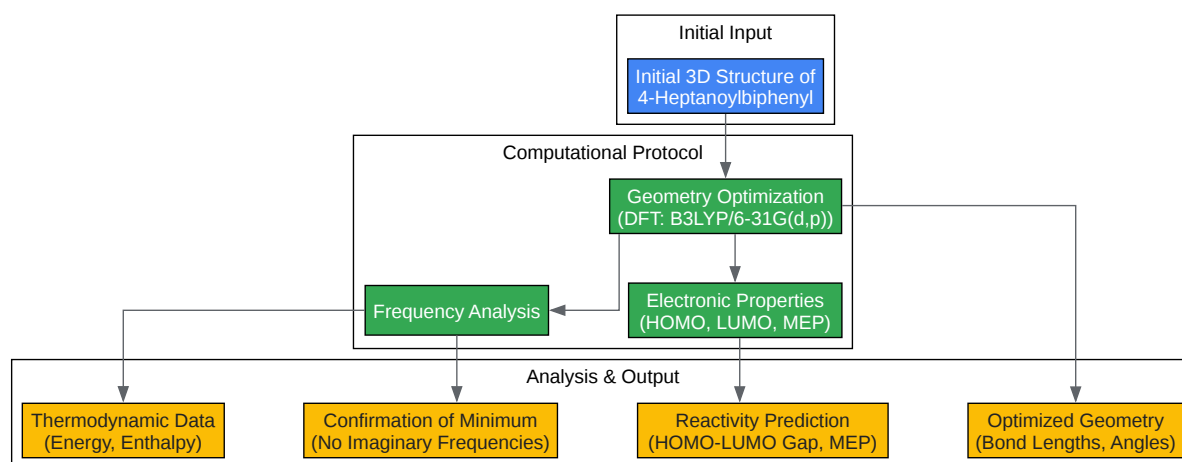 Initial Input
Initial 3D Structure of
4-Heptanoylbiphenyl
Computational Protocol
Geometry Optimization
(DFT: B3LYP/6-31G(d,p))
Frequency Analysis
Electronic Properties
(HOMO, LUMO, MEP)
Analysis & Output
Thermodynamic Data
(Energy, Enthalpy)
Confirmation of Minimum
(No Imaginary Frequencies)
Reactivity Prediction
(HOMO-LUMO Gap, MEP)
Optimized Geometry
(Bond Lengths, Angles)